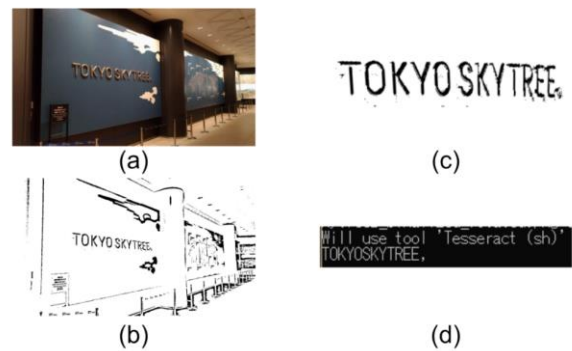 TOKYO SKYTREE®
(a)
TOKYO SKYTREE®
(b)
TOKYO SKYTREE®
(c)
Will use tool 'Tesseract (sh)'
TOKYOSKYTREE,
(d)